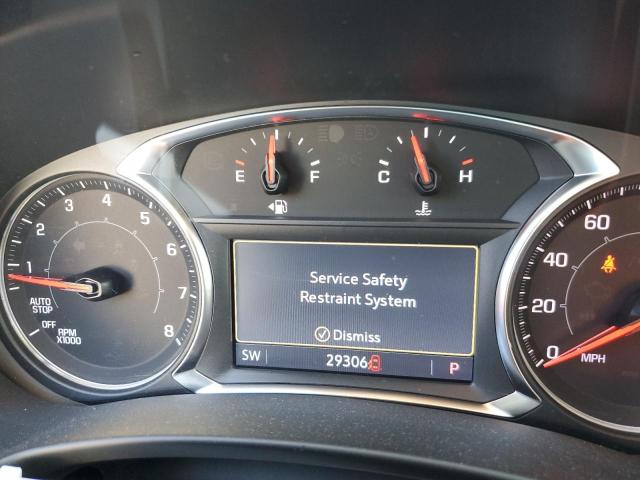 E F
C H
1 2 3 4 5 6 7 8
AUTO
STOP
OFF
RPM
X1000
Service Safety
Restraint System
Dismiss
SW 29306 P
60
40
20
0
MPH